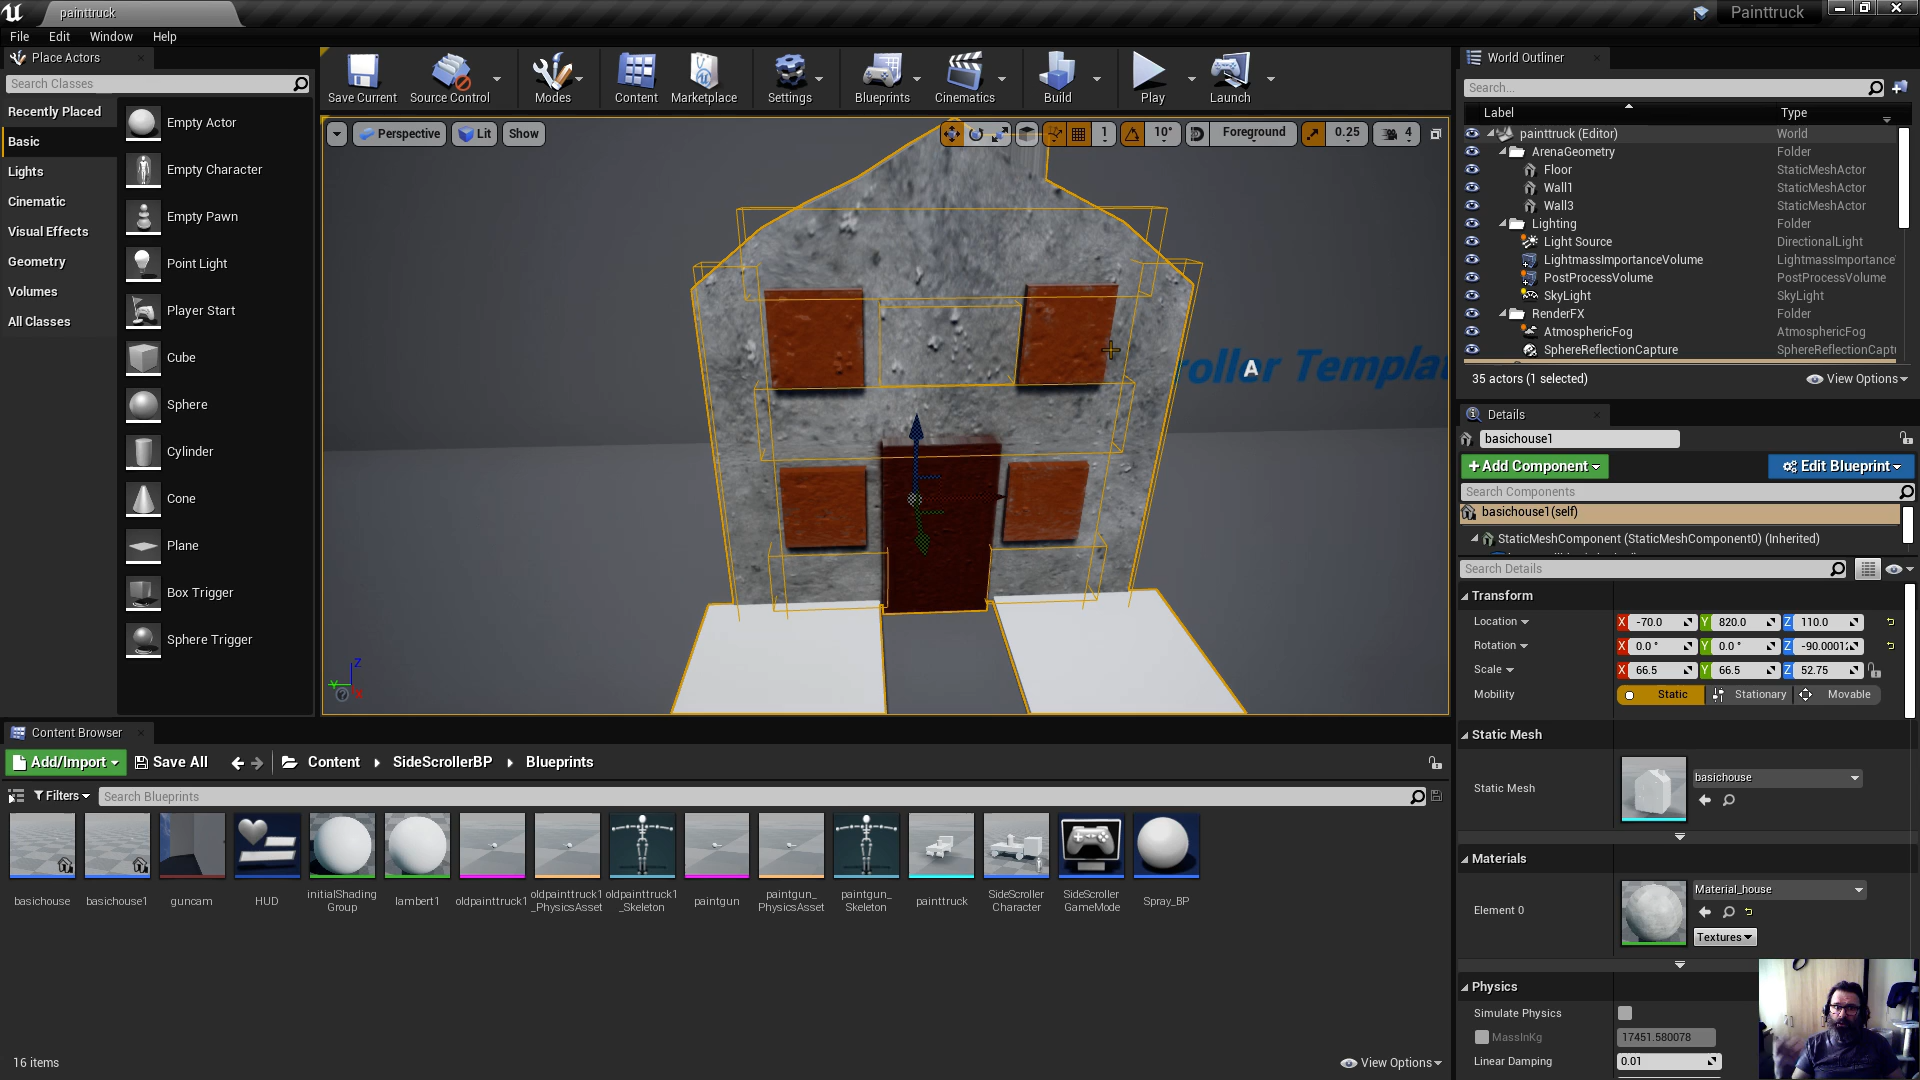 painttruck
Painttruck
File Edit Window Help
Place Actors
Search Classes
Recently Placed
Basic
Lights
Cinematic
Visual Effects
Geometry
Volumes
All Classes
Empty Actor
Empty Character
Empty Pawn
Point Light
Player Start
Cube
Sphere
Cylinder
Cone
Plane
Box Trigger
Sphere Trigger
Save Current
Source Control
Modes
Content
Marketplace
Settings
Blueprints
Cinematics
Build
Play
Launch
Perspective
Lit
Show
1
10°
Foreground
0.25
4
roller Templat
A
Z
Y
X
World Outliner
Search...
Label Type
painttruck (Editor) World
ArenaGeometry Folder
Floor StaticMeshActor
Wall1 StaticMeshActor
Wall3 StaticMeshActor
Lighting Folder
Light Source DirectionalLight
LightmassImportanceVolume LightmassImportance
PostProcessVolume PostProcessVolume
SkyLight SkyLight
RenderFX Folder
AtmosphericFog AtmosphericFog
SphereReflectionCapture SphereReflectionCaptu
35 actors (1 selected)
View Options
Details
basichouse1
+Add Component
Edit Blueprint
Search Components
basichouse1(self)
StaticMeshComponent (StaticMeshComponent0) (Inherited)
Search Details
Transform
Location X -70.0 Y 820.0 Z 110.0
Rotation X 0.0 ° Y 0.0 ° Z -90.00012
Scale X 66.5 Y 66.5 Z 52.75
Mobility Static Stationary Movable
Static Mesh
Static Mesh
basichouse
Materials
Element 0
Material_house
Textures
Physics
Simulate Physics
MassInKg 17451.580078
Linear Damping 0.01
Content Browser
Add/Import
Save All
Content
SideScrollerBP
Blueprints
Filters
Search Blueprints
basichouse
basichouse1
guncam
HUD
initialShading
Group
lambert1
oldpainttruck1
oldpainttruck1
_PhysicsAsset
oldpainttruck1
_Skeleton
paintgun
paintgun_
PhysicsAsset
paintgun_
Skeleton
painttruck
SideScroller
Character
SideScroller
GameMode
Spray_BP
16 items
View Options